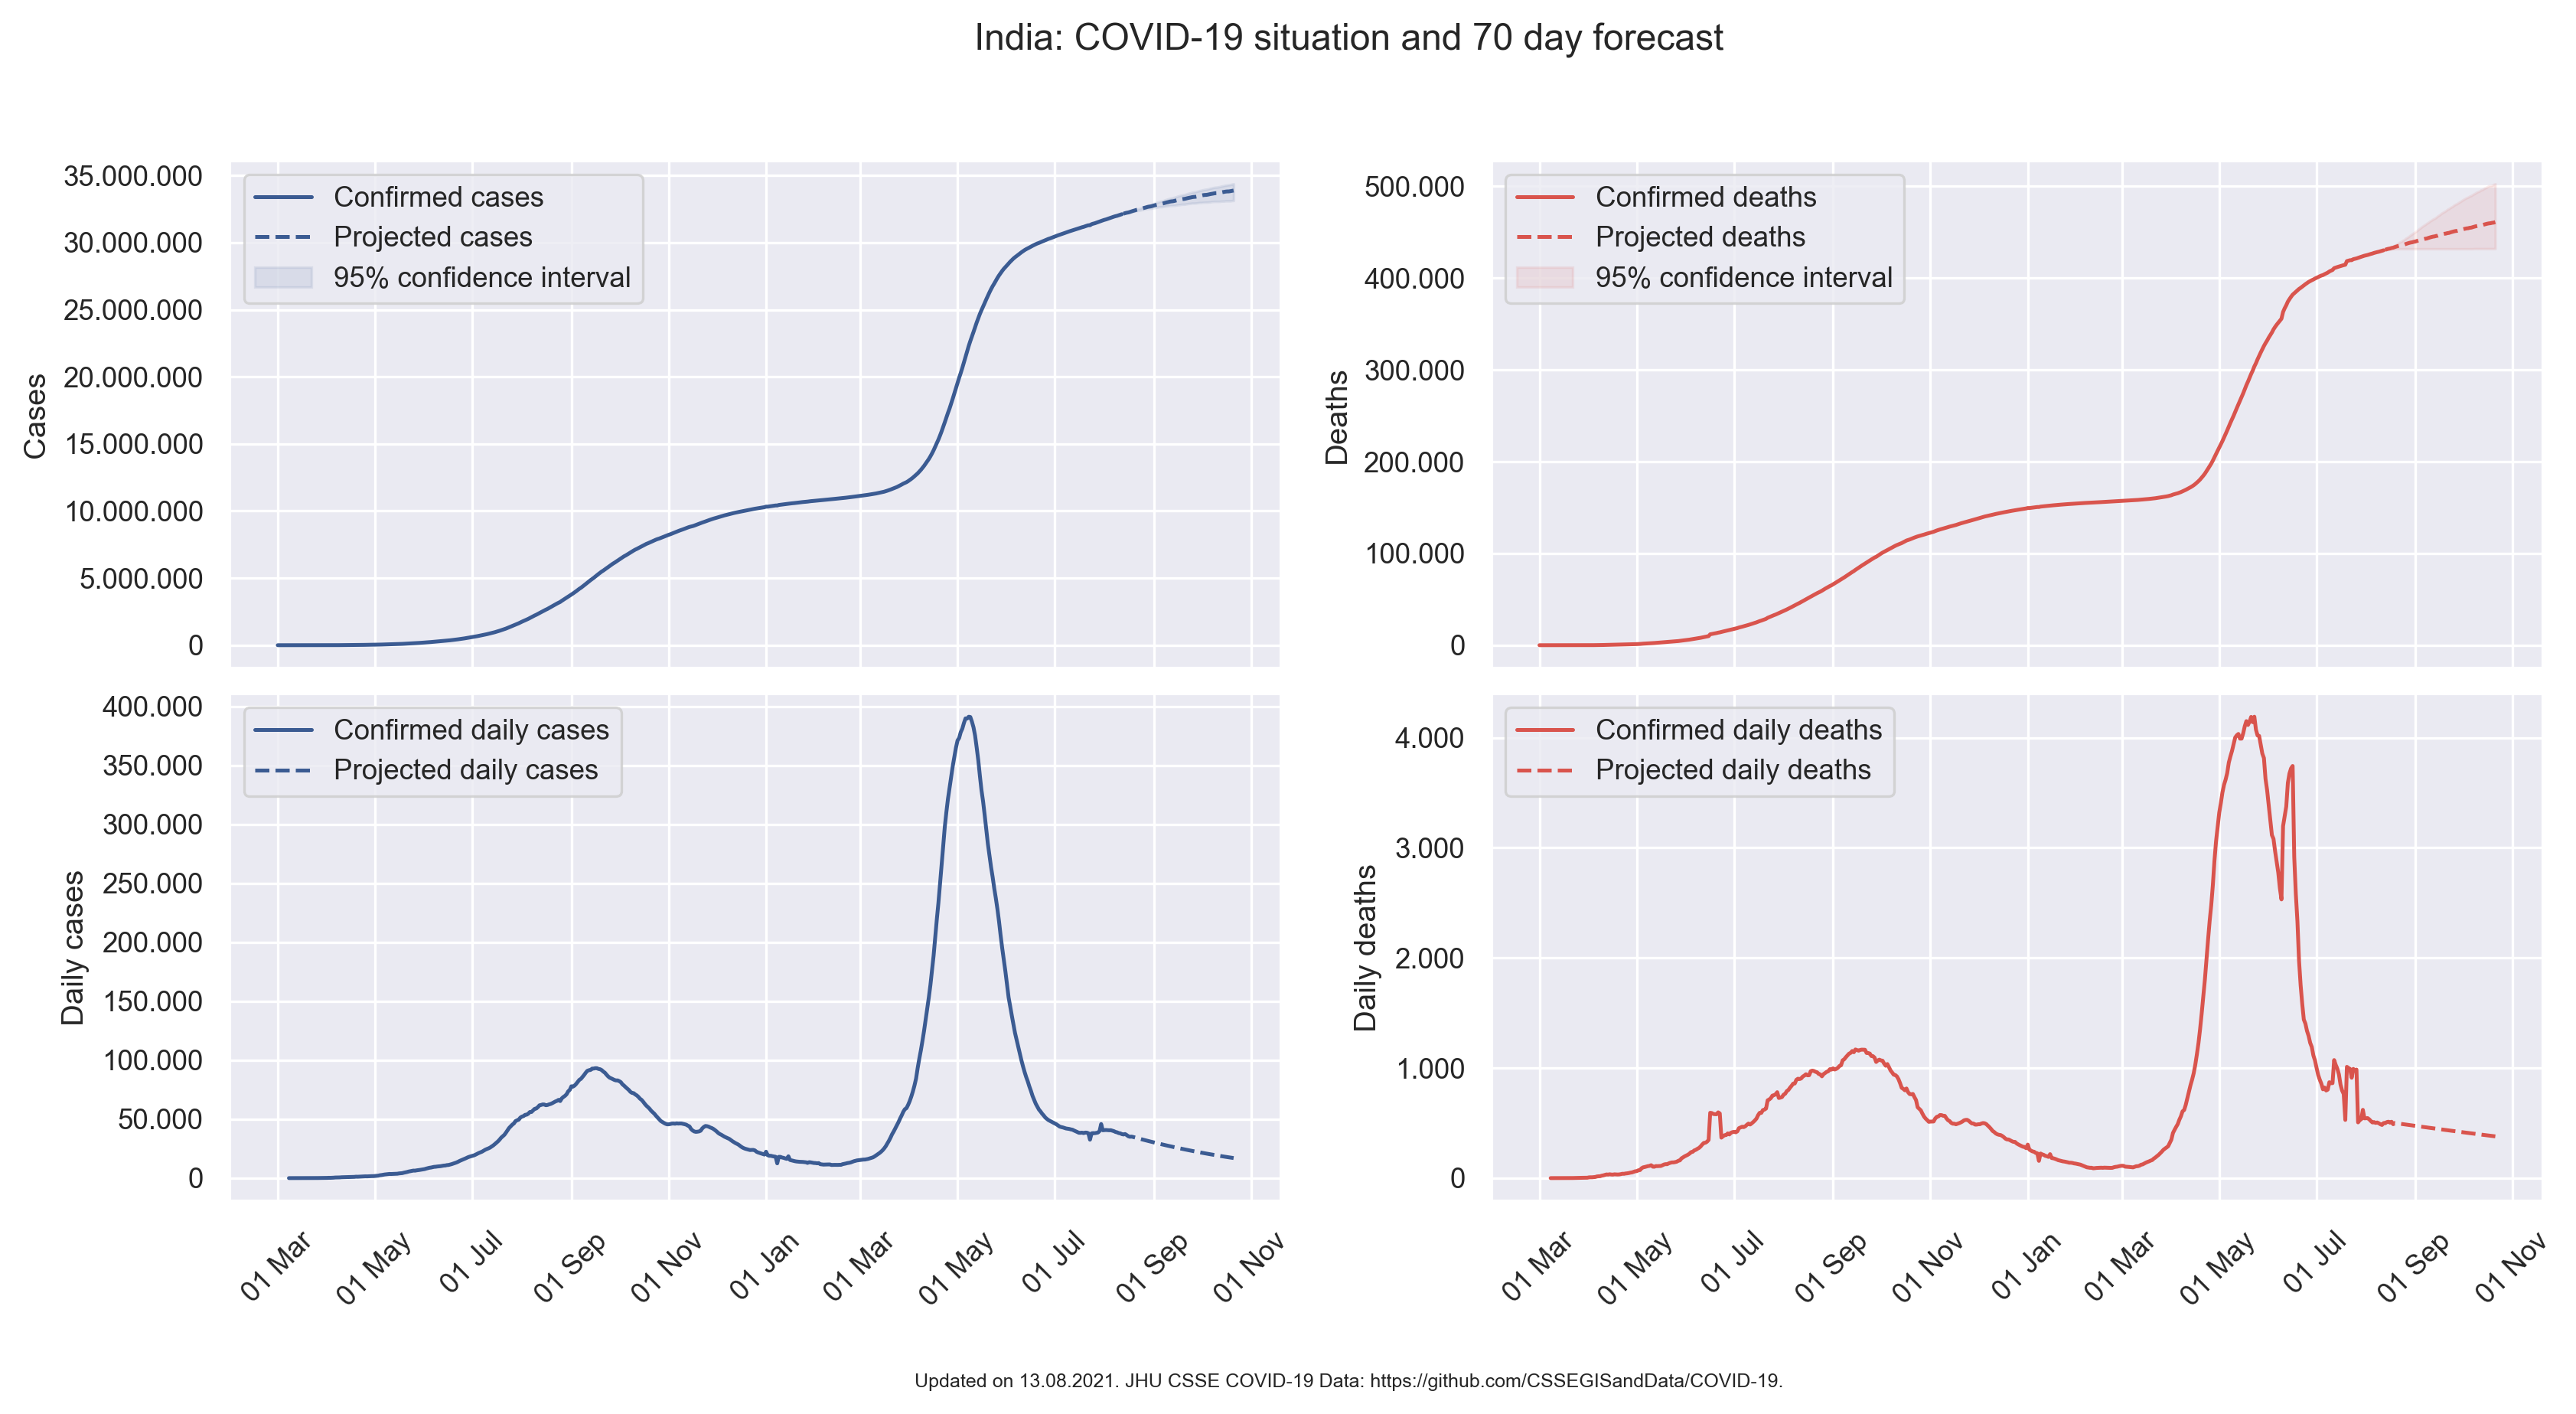 India: COVID-19 situation and 70 day forecast
35.000.000
30.000.000
25.000.000
20.000.000
15.000.000
10.000.000
5.000.000
0
Cases
Confirmed cases
Projected cases
95% confidence interval
500.000
400.000
300.000
200.000
100.000
0
Deaths
Confirmed deaths
Projected deaths
95% confidence interval
400.000
350.000
300.000
250.000
200.000
150.000
100.000
50.000
0
Daily cases
Confirmed daily cases
Projected daily cases
01 Mar
01 May
01 Jul
01 Sep
01 Nov
01 Jan
01 Mar
01 May
01 Jul
01 Sep
01 Nov
4.000
3.000
2.000
1.000
0
Daily deaths
Confirmed daily deaths
Projected daily deaths
01 Mar
01 May
01 Jul
01 Sep
01 Nov
01 Jan
01 Mar
01 May
01 Jul
01 Sep
01 Nov
Updated on 13.08.2021. JHU CSSE COVID-19 Data: https://github.com/CSSEGISandData/COVID-19.